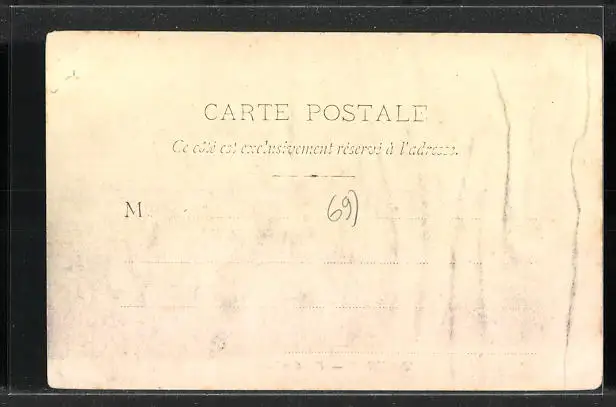 CARTE POSTALE
Ce côté est exclusivement réservé à l'adresse.
M.
69)